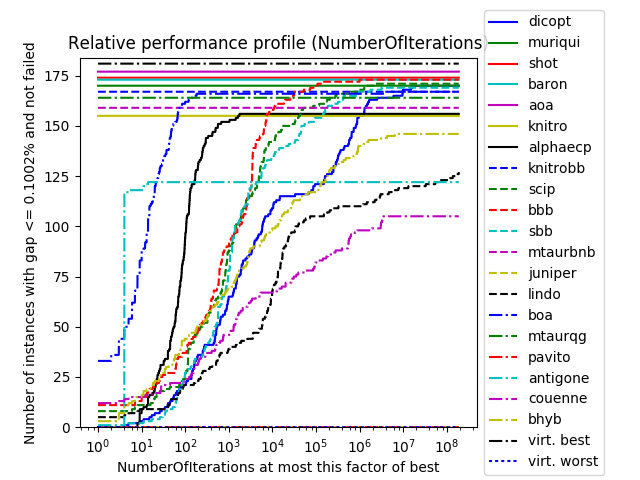 Relative performance profile (NumberOfIterations)
Number of instances with gap <= 0.1002% and not failed
175
150
125
100
75
50
25
0
10^0 10^1 10^2 10^3 10^4 10^5 10^6 10^7 10^8
NumberOfIterations at most this factor of best
dicopt
muriqui
shot
baron
aoa
knitro
alphaecp
knitrobb
scip
bbb
sbb
mtaurbnb
juniper
lindo
boa
mtaurqg
pavito
antigone
couenne
bhyb
virt. best
virt. worst